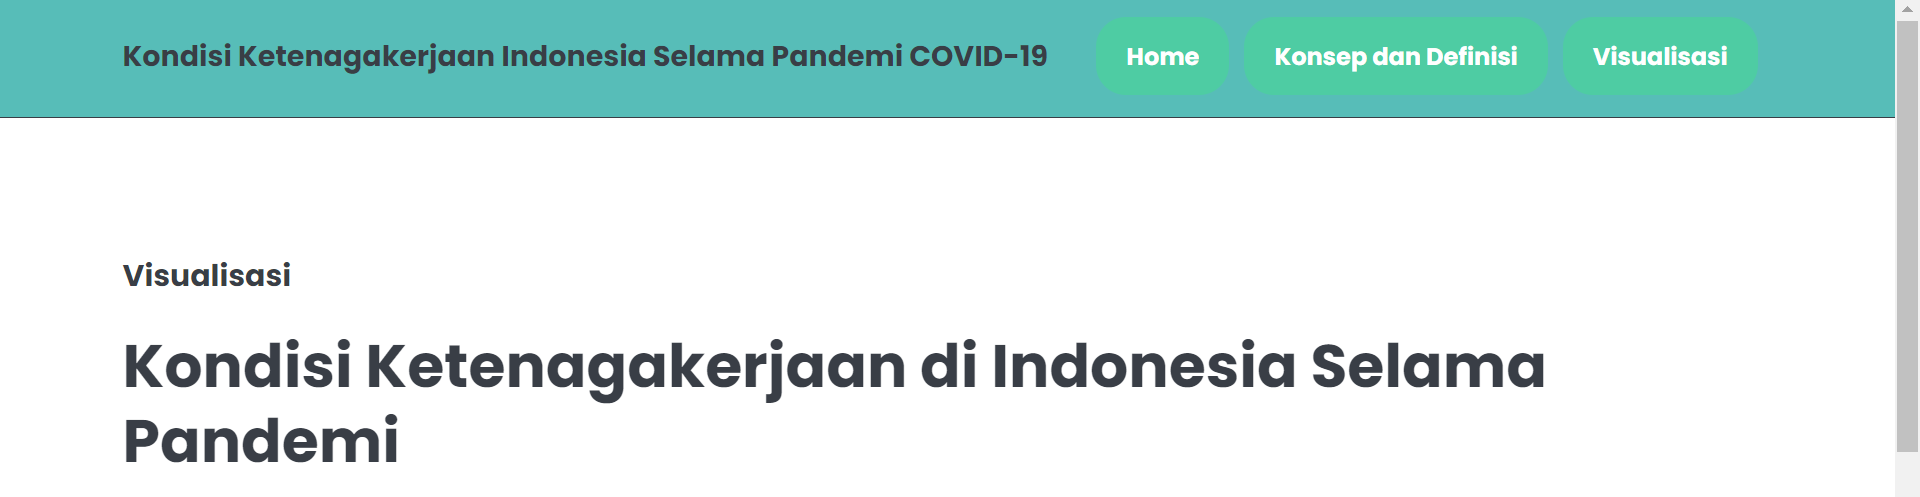 Kondisi Ketenagakerjaan Indonesia Selama Pandemi COVID-19
Home
Konsep dan Definisi
Visualisasi
Visualisasi
Kondisi Ketenagakerjaan di Indonesia Selama
Pandemi